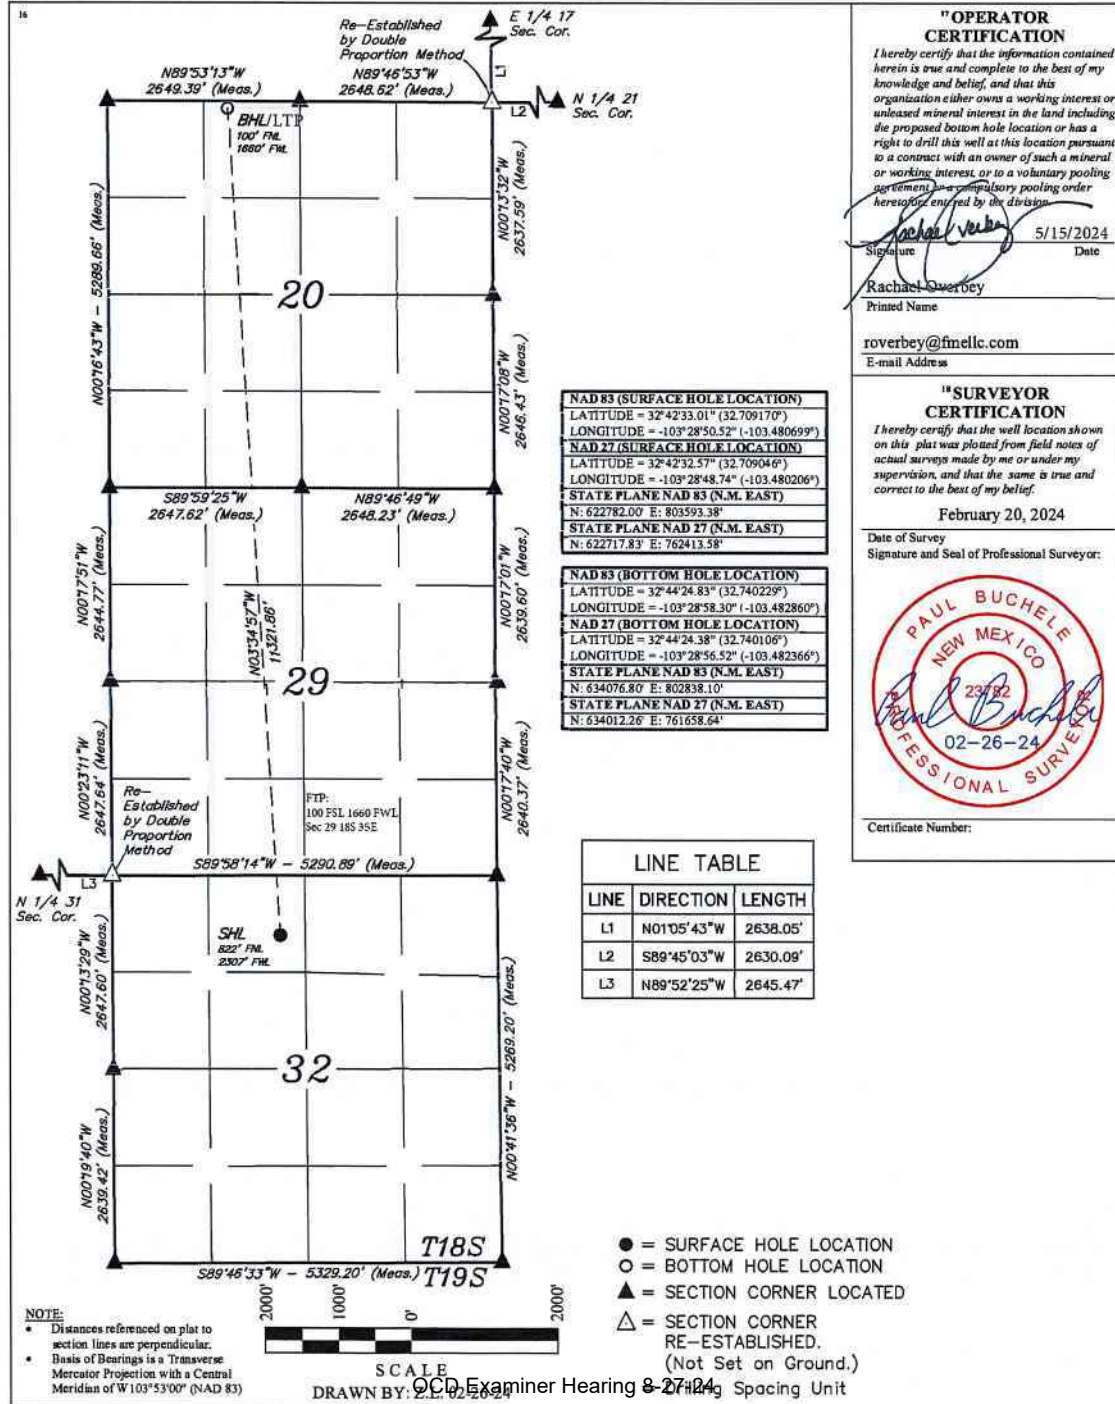 16
Re-Established
by Double
Proportion Method
E 1/4 17
Sec. Cor.
L1
N89°53'13"W
2649.39' (Meas.)
N89°46'53"W
2648.52' (Meas.)
L2
N 1/4 21
Sec. Cor.
BHL/LTP
100' FNL
1660' FWL
N00°16'43"W - 5289.66' (Meas.)
N00°13'32"W
2637.59' (Meas.)
20
N00°17'08"W
2646.43' (Meas.)
S89°59'25"W
2647.62' (Meas.)
N89°46'49"W
2648.23' (Meas.)
N00°17'51"W
2644.77' (Meas.)
N03°34'57"W
11321.86'
N00°17'01"W
2639.60' (Meas.)
29
N00°23'11"W
2647.64' (Meas.)
Re-
Established
by Double
Proportion
Method
FTP:
100 FSL 1660 FWL
Sec 29 18S 35E
N00°17'40"W
2640.37' (Meas.)
S89°58'14"W - 5290.89' (Meas.)
L3
N 1/4 31
Sec. Cor.
SHL
822' FNL
2307' FWL
N00°13'29"W
2647.60' (Meas.)
N00°41'36"W - 5269.20' (Meas.)
32
N00°19'40"W
2639.42' (Meas.)
T18S
S89°46'33"W - 5329.20' (Meas.)
T19S
NOTE:
• Distances referenced on plat to
section lines are perpendicular.
• Basis of Bearings is a Transverse
Mercator Projection with a Central
Meridian of W103°53'00" (NAD 83)
2000'
1000'
0'
2000'
SCALE
DRAWN BY: Z.L. 02-26-24
NAD 83 (SURFACE HOLE LOCATION)
LATITUDE = 32°42'33.01" (32.709170°)
LONGITUDE = -103°28'50.52" (-103.480699°)
NAD 27 (SURFACE HOLE LOCATION)
LATITUDE = 32°42'32.57" (32.709046°)
LONGITUDE = -103°28'48.74" (-103.480206°)
STATE PLANE NAD 83 (N.M. EAST)
N: 622782.00' E: 803593.38'
STATE PLANE NAD 27 (N.M. EAST)
N: 622717.83' E: 762413.58'
NAD 83 (BOTTOM HOLE LOCATION)
LATITUDE = 32°44'24.83" (32.740229°)
LONGITUDE = -103°28'58.30" (-103.482860°)
NAD 27 (BOTTOM HOLE LOCATION)
LATITUDE = 32°44'24.38" (32.740106°)
LONGITUDE = -103°28'56.52" (-103.482366°)
STATE PLANE NAD 83 (N.M. EAST)
N: 634076.80' E: 802838.10'
STATE PLANE NAD 27 (N.M. EAST)
N: 634012.26' E: 761658.64'
LINE TABLE
LINE DIRECTION LENGTH
L1 N01°05'43"W 2638.05'
L2 S89°45'03"W 2630.09'
L3 N89°52'25"W 2645.47'
● = SURFACE HOLE LOCATION
○ = BOTTOM HOLE LOCATION
▲ = SECTION CORNER LOCATED
△ = SECTION CORNER
RE-ESTABLISHED.
(Not Set on Ground.)
= Drilling Spacing Unit
OCD Examiner Hearing 8-27-24
17 OPERATOR
CERTIFICATION
I hereby certify that the information contained
herein is true and complete to the best of my
knowledge and belief, and that this
organization either owns a working interest or
unleased mineral interest in the land including
the proposed bottom hole location or has a
right to drill this well at this location pursuant
to a contract with an owner of such a mineral
or working interest, or to a voluntary pooling
agreement or a compulsory pooling order
heretofore entered by the division.
Rachael Overbey
5/15/2024
Signature Date
Rachael Overbey
Printed Name
roverbey@fmellc.com
E-mail Address
18 SURVEYOR
CERTIFICATION
I hereby certify that the well location shown
on this plat was plotted from field notes of
actual surveys made by me or under my
supervision, and that the same is true and
correct to the best of my belief.
February 20, 2024
Date of Survey
Signature and Seal of Professional Surveyor:
PAUL BUCHELE
NEW MEXICO
23782
Paul Buchele
02-26-24
PROFESSIONAL SURVEYOR
Certificate Number: